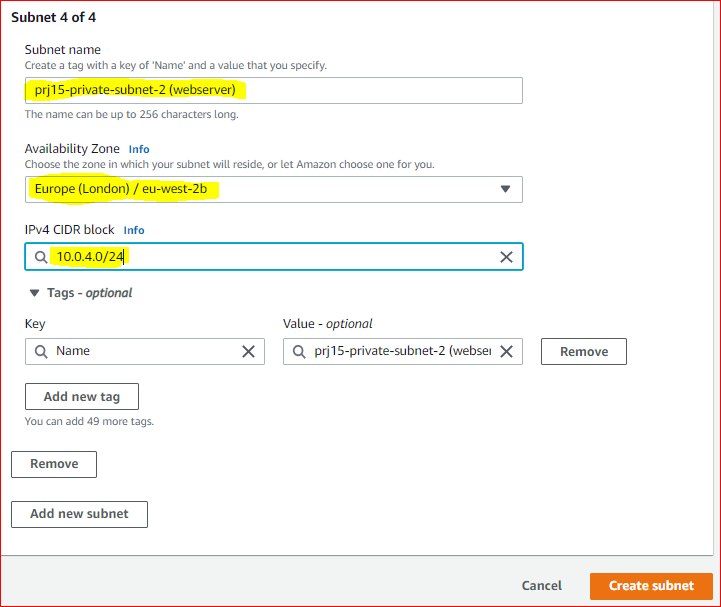 Subnet 4 of 4
Subnet name
Create a tag with a key of 'Name' and a value that you specify.
prj15-private-subnet-2 (webserver)
The name can be up to 256 characters long.
Availability Zone Info
Choose the zone in which your subnet will reside, or let Amazon choose one for you.
Europe (London) / eu-west-2b
IPv4 CIDR block Info
10.0.4.0/24
Tags - optional
Key
Value - optional
Name
prj15-private-subnet-2 (webser
Remove
Add new tag
You can add 49 more tags.
Remove
Add new subnet
Cancel
Create subnet